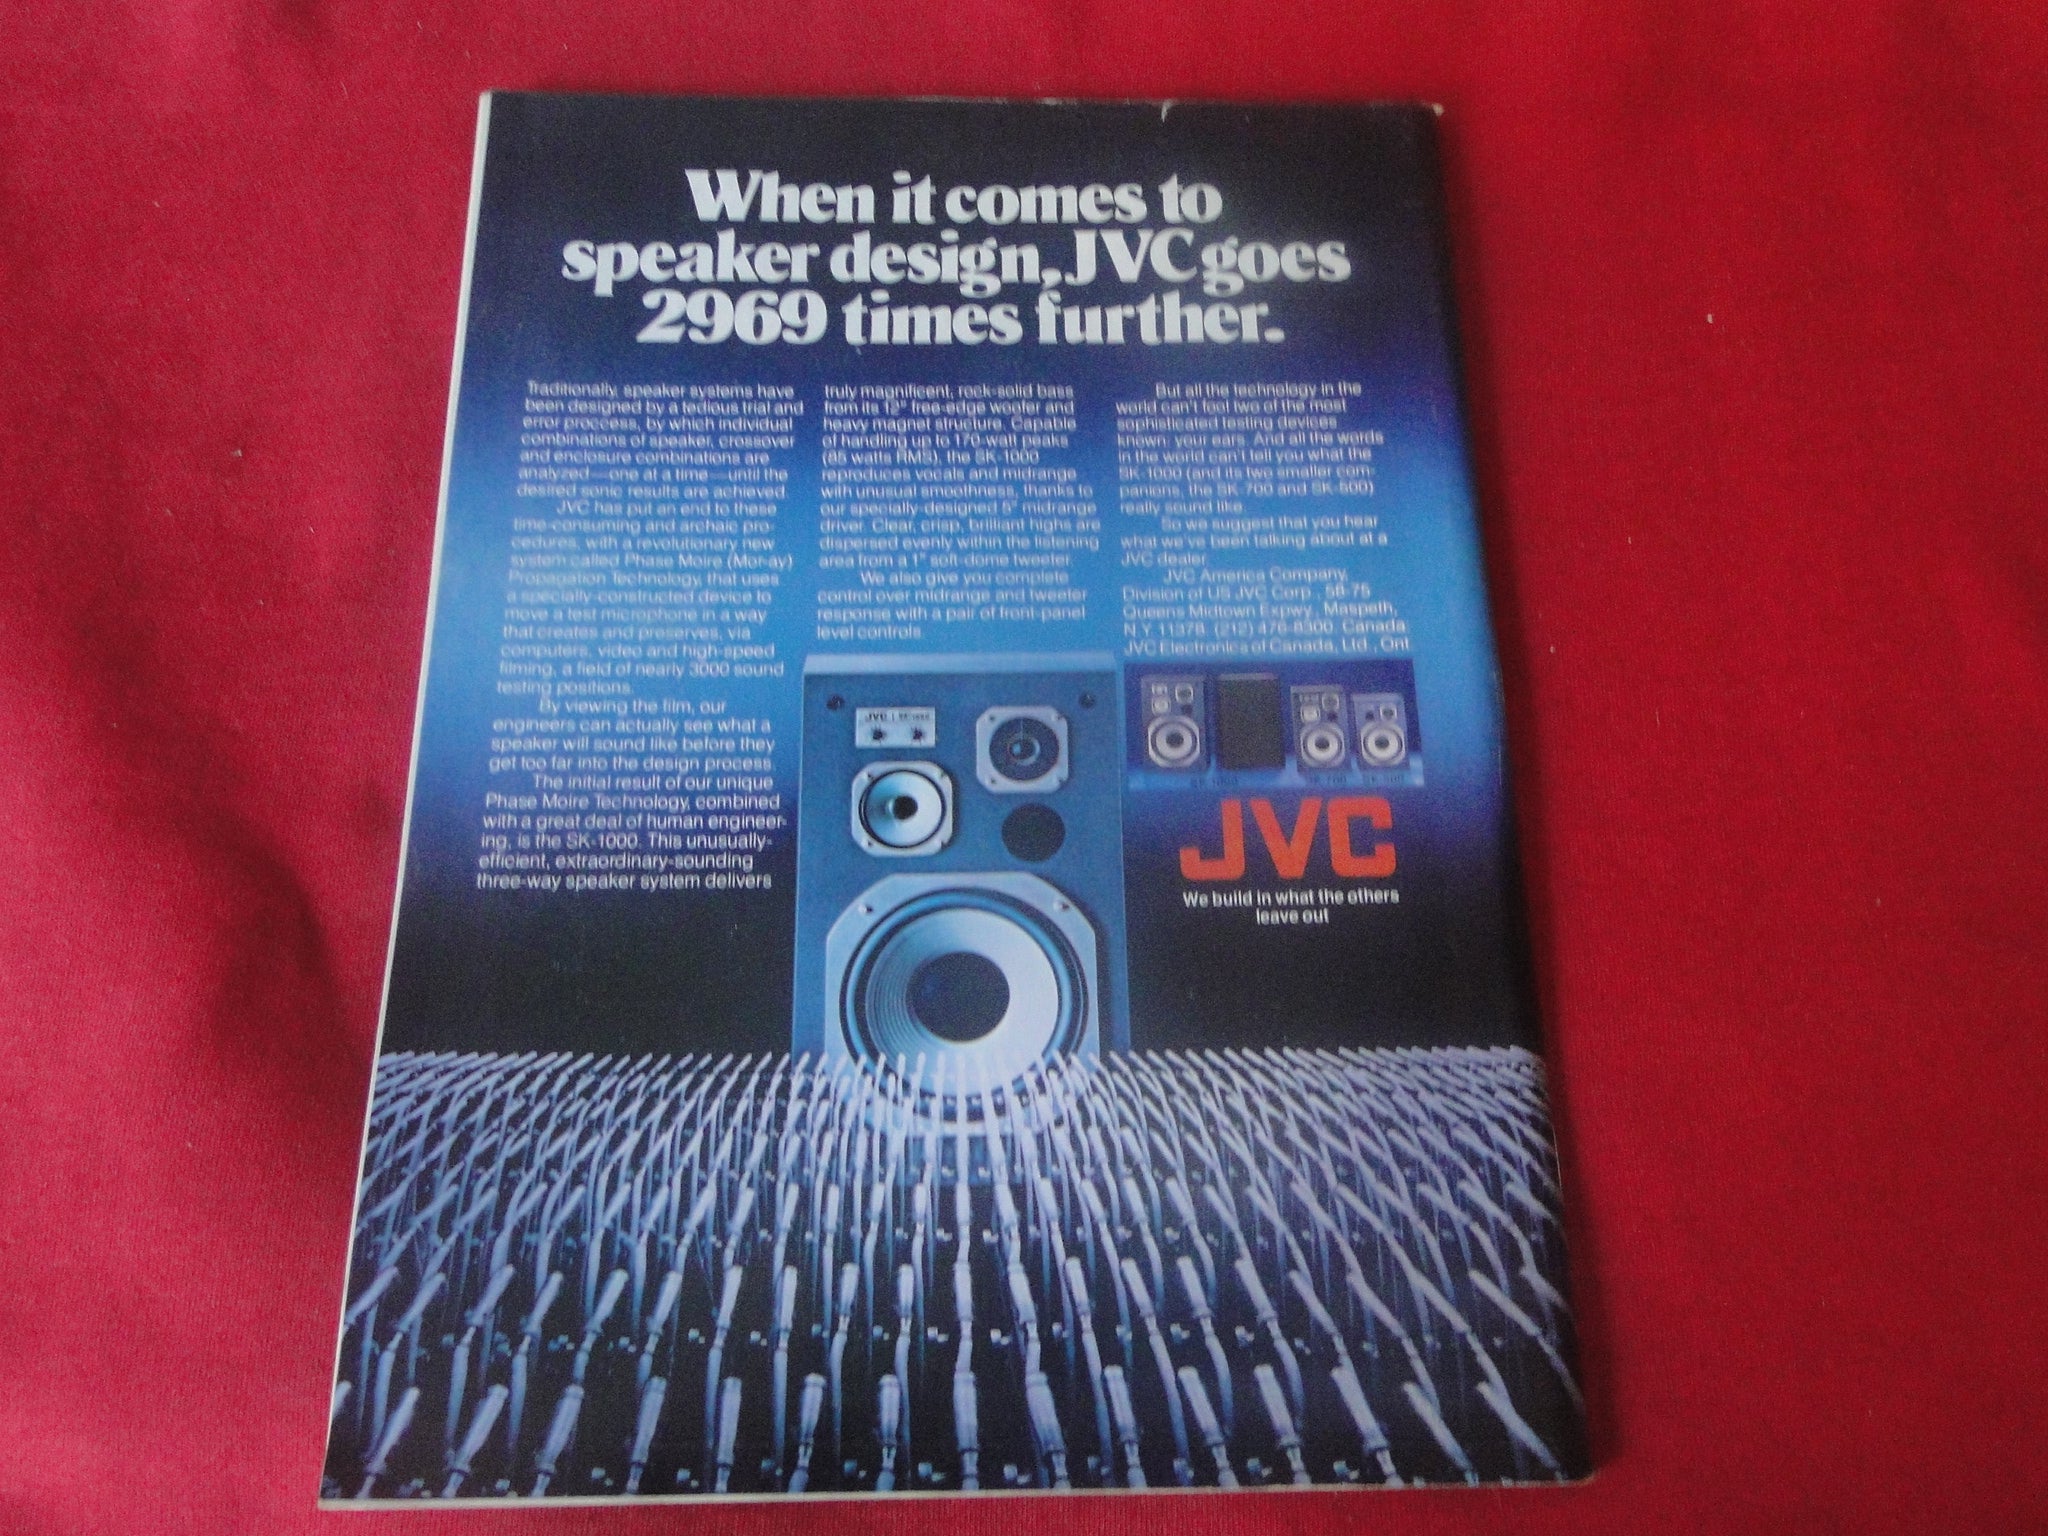 When it comes to
speaker design, JVC goes
2969 times further.
Traditionally, speaker systems have
been designed by a tedious trial and
error proccess, by which individual
combinations of speaker, crossover
and enclosure combinations are
analyzed—one at a time—until the
desired sonic results are achieved.
JVC has put an end to these
time-consuming and archaic pro-
cedures, with a revolutionary new
system called Phase Moire (Mor-ay)
Propagation Technology, that uses
a specially-constructed device to
move a test microphone in a way
that creates and preserves, via
computers, video and high-speed
filming, a field of nearly 3000 sound
testing positions.
By viewing the film, our
engineers can actually see what a
speaker will sound like before they
get too far into the design process.
The initial result of our unique
Phase Moire Technology, combined
with a great deal of human engineer-
ing, is the SK-1000. This unusually-
efficient, extraordinary-sounding
three-way speaker system delivers
truly magnificent, rock-solid bass
from its 12" free-edge woofer and
heavy magnet structure. Capable
of handling up to 170-watt peaks
(85 watts RMS), the SK-1000
reproduces vocals and midrange
with unusual smoothness, thanks to
our specially-designed 5" midrange
driver. Clear, crisp, brilliant highs are
dispersed evenly within the listening
area from a 1" soft-dome tweeter.
We also give you complete
control over midrange and tweeter
response with a pair of front-panel
level controls.
But all the technology in the
world can't fool two of the most
sophisticated testing devices
known: your ears. And all the words
in the world can't tell you what the
SK-1000 (and its two smaller com-
panions, the SK-700 and SK-500)
really sound like.
So we suggest that you hear
what we've been talking about at a
JVC dealer.
JVC America Company,
Division of US JVC Corp., 58-75
Queens Midtown Expwy., Maspeth,
N.Y. 11378. (212) 476-8300. Canada:
JVC Electronics of Canada, Ltd., Ont.
JVC SK-1000
SK-1000 SK-700 SK-500
JVC
We build in what the others
leave out